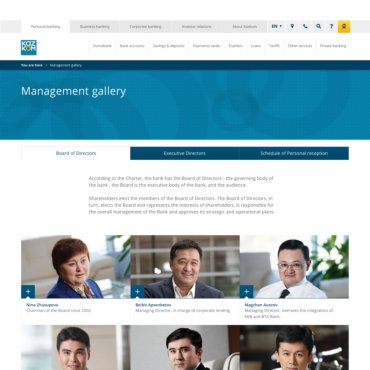 Personal banking
Business banking
Corporate banking
Investor relations
About Kazkom
EN
KAZ
KOM
Homebank
Bank accounts
Savings & deposits
Payments cards
Transfers
Loans
Tariffs
Other services
Private banking
You are here > Management gallery
Management gallery
Board of Directors
Executive Directors
Schedule of Personal reception
According to the Charter, the bank has the Board of Directors - the governing body of
the bank , the Board is the executive body of the bank, and the auditor.
Shareholders elect the members of the Board of Directors. The Board of Directors, in
turn, elects the Board and represents the interests of shareholders, is responsible for
the overall management of the Bank and approves its strategic and operational plans.
Nina Zhusupova
Chairman of the Board since 2002
Beibit Apsenbetov
Managing Director, in charge of corporate lending
Magzhan Auezov
Managing Director, oversees the integration of
KKB and BTA Bank.